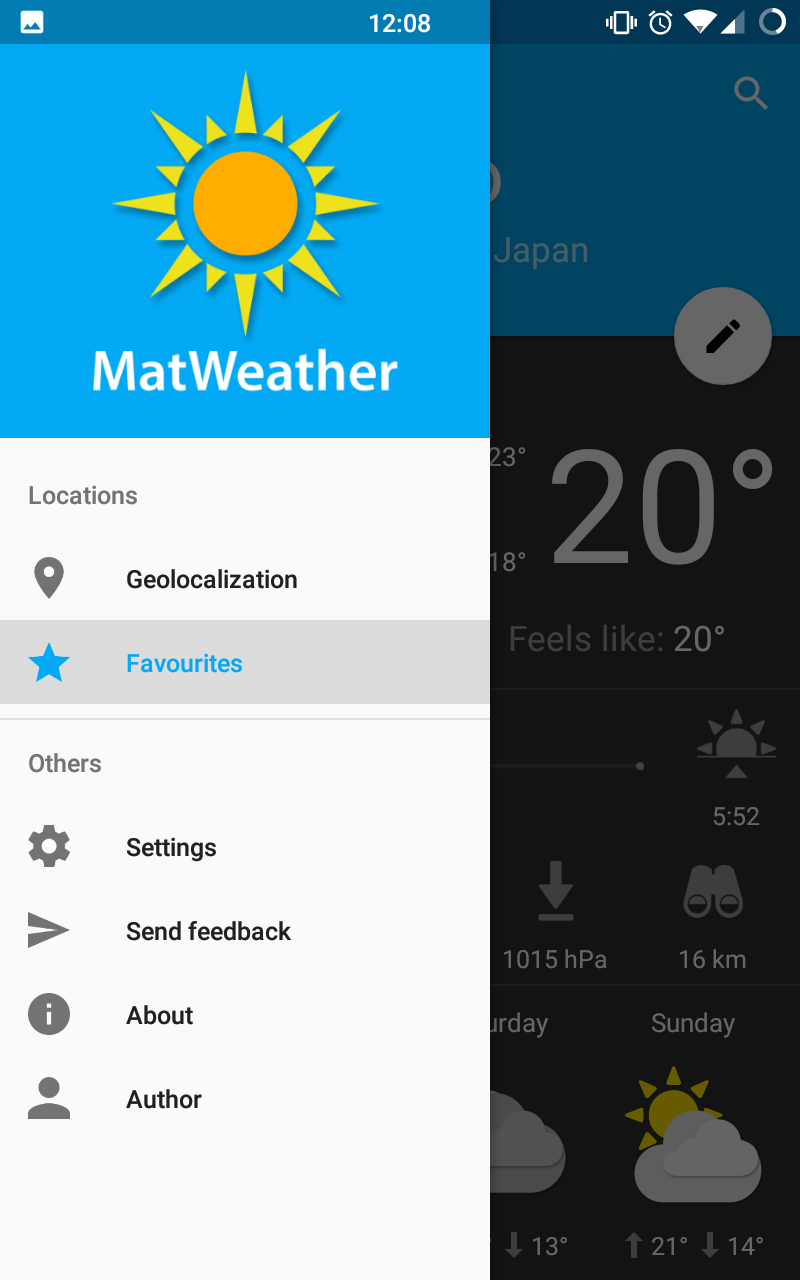 12:08
MatWeather
Japan
23°
20°
18°
Feels like: 20°
Locations
Geolocalization
Favourites
Others
Settings
Send feedback
About
Author
5:52
1015 hPa
16 km
Sunday
13°
21°
14°